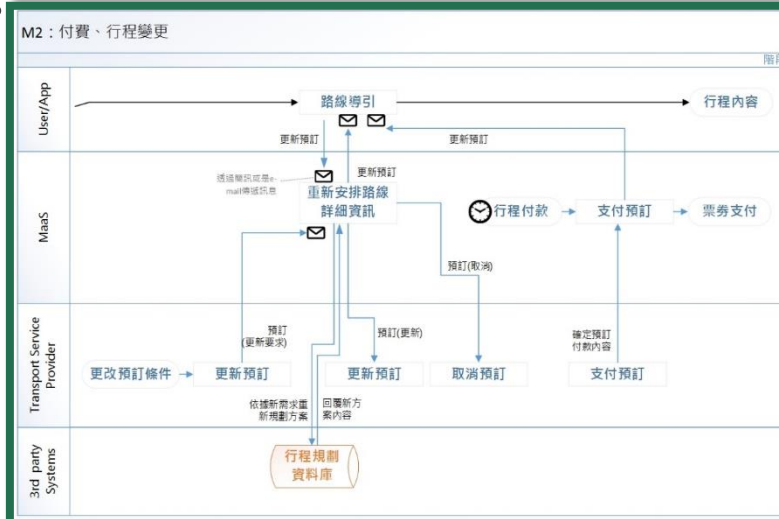 M2：付費、行程變更
階段
User/App
路線導引
行程內容
更新預訂
更新預訂
更新預訂
MaaS
透過簡訊或是e-
mail傳遞訊息
重新安排路線
詳細資訊
行程付款
支付預訂
票券支付
預訂(取消)
Transport Service
Provider
預訂
(更新要求)
預訂(更新)
確定預訂
付款內容
更改預訂條件
更新預訂
更新預訂
取消預訂
支付預訂
依據新需求重
新規劃方案
回覆新方
案內容
3rd party
Systems
行程規劃
資料庫